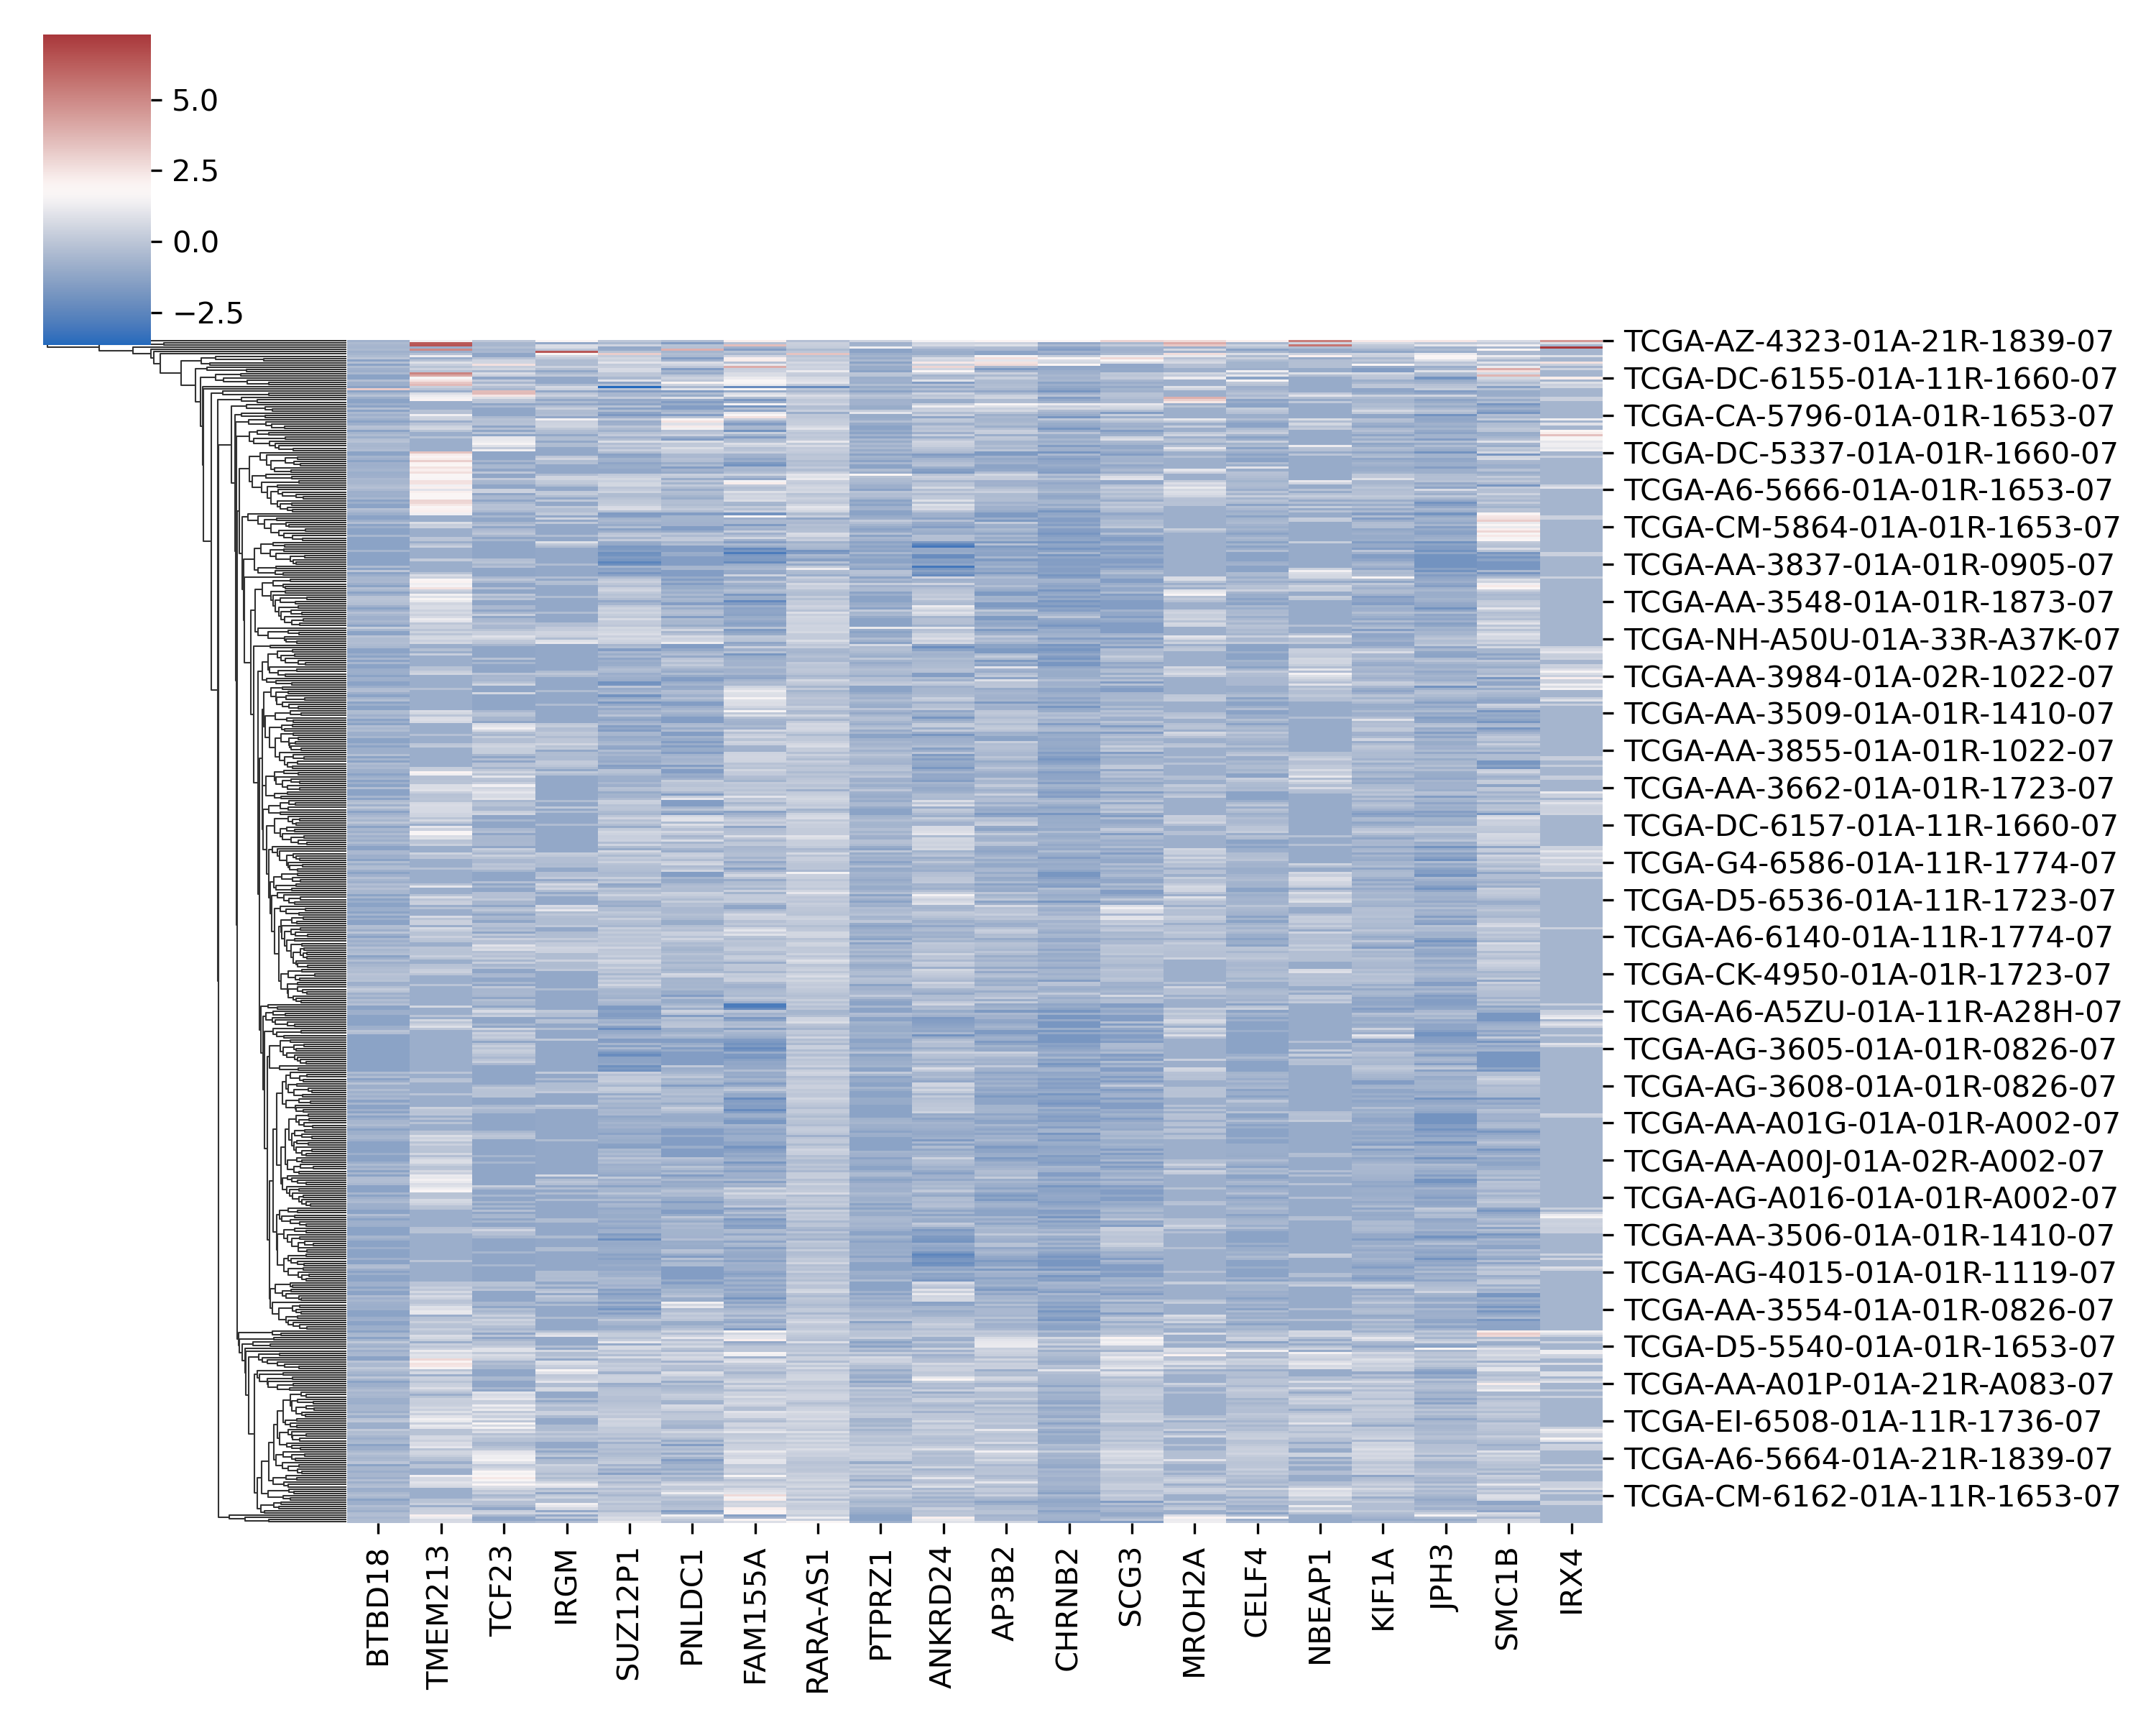 5.0
2.5
0.0
−2.5
TCGA-AZ-4323-01A-21R-1839-07
TCGA-DC-6155-01A-11R-1660-07
TCGA-CA-5796-01A-01R-1653-07
TCGA-DC-5337-01A-01R-1660-07
TCGA-A6-5666-01A-01R-1653-07
TCGA-CM-5864-01A-01R-1653-07
TCGA-AA-3837-01A-01R-0905-07
TCGA-AA-3548-01A-01R-1873-07
TCGA-NH-A50U-01A-33R-A37K-07
TCGA-AA-3984-01A-02R-1022-07
TCGA-AA-3509-01A-01R-1410-07
TCGA-AA-3855-01A-01R-1022-07
TCGA-AA-3662-01A-01R-1723-07
TCGA-DC-6157-01A-11R-1660-07
TCGA-G4-6586-01A-11R-1774-07
TCGA-D5-6536-01A-11R-1723-07
TCGA-A6-6140-01A-11R-1774-07
TCGA-CK-4950-01A-01R-1723-07
TCGA-A6-A5ZU-01A-11R-A28H-07
TCGA-AG-3605-01A-01R-0826-07
TCGA-AG-3608-01A-01R-0826-07
TCGA-AA-A01G-01A-01R-A002-07
TCGA-AA-A00J-01A-02R-A002-07
TCGA-AG-A016-01A-01R-A002-07
TCGA-AA-3506-01A-01R-1410-07
TCGA-AG-4015-01A-01R-1119-07
TCGA-AA-3554-01A-01R-0826-07
TCGA-D5-5540-01A-01R-1653-07
TCGA-AA-A01P-01A-21R-A083-07
TCGA-EI-6508-01A-11R-1736-07
TCGA-A6-5664-01A-21R-1839-07
TCGA-CM-6162-01A-11R-1653-07
BTBD18
TMEM213
TCF23
IRGM
SUZ12P1
PNLDC1
FAM155A
RARA-AS1
PTPRZ1
ANKRD24
AP3B2
CHRNB2
SCG3
MROH2A
CELF4
NBEAP1
KIF1A
JPH3
SMC1B
IRX4